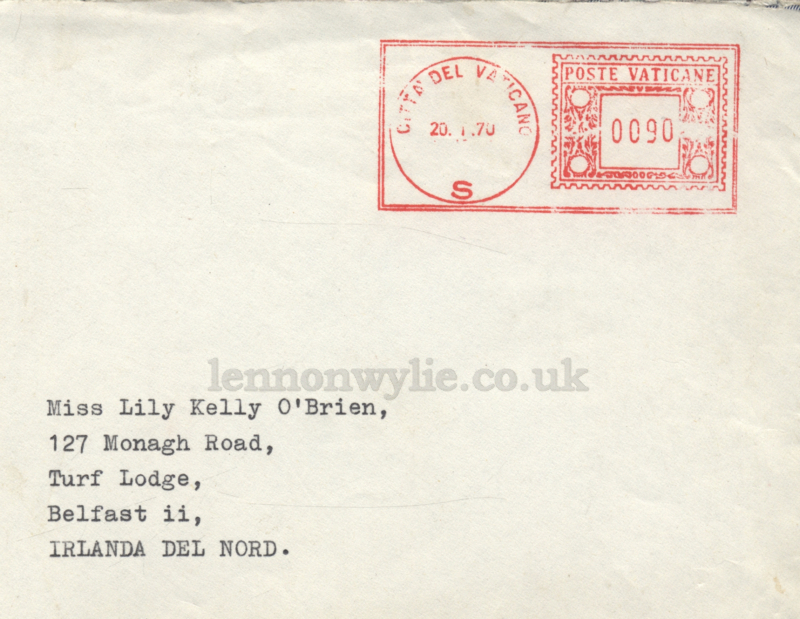 CITTA' DEL VATICANO
20. I .70
S
POSTE VATICANE
0090
lennonwylie.co.uk
Miss Lily Kelly O'Brien,
127 Monagh Road,
Turf Lodge,
Belfast ii,
IRLANDA DEL NORD.